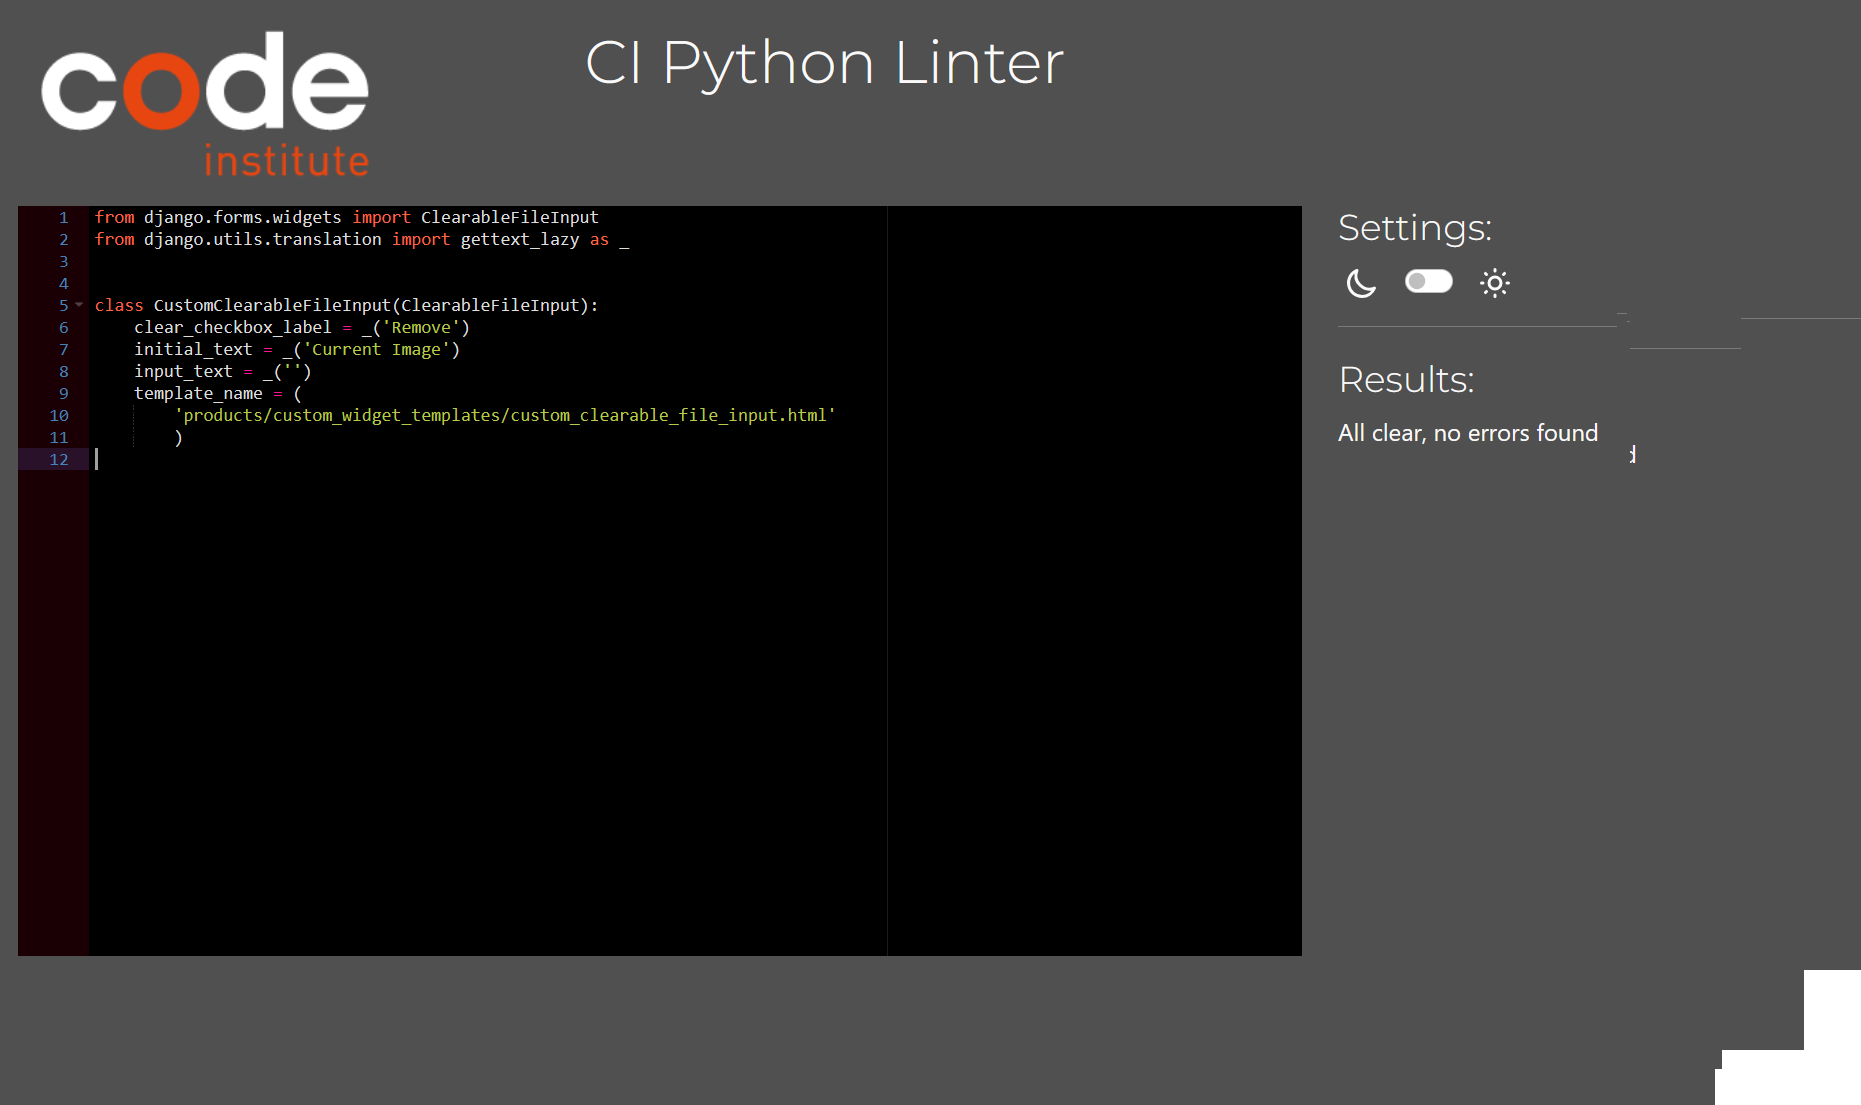 code
institute
CI Python Linter
1 from django.forms.widgets import ClearableFileInput
2 from django.utils.translation import gettext_lazy as _
3
4
5 class CustomClearableFileInput(ClearableFileInput):
6     clear_checkbox_label = _('Remove')
7     initial_text = _('Current Image')
8     input_text = _('')
9     template_name = (
10         'products/custom_widget_templates/custom_clearable_file_input.html'
11         )
12
Settings:
Results:
All clear, no errors found
d